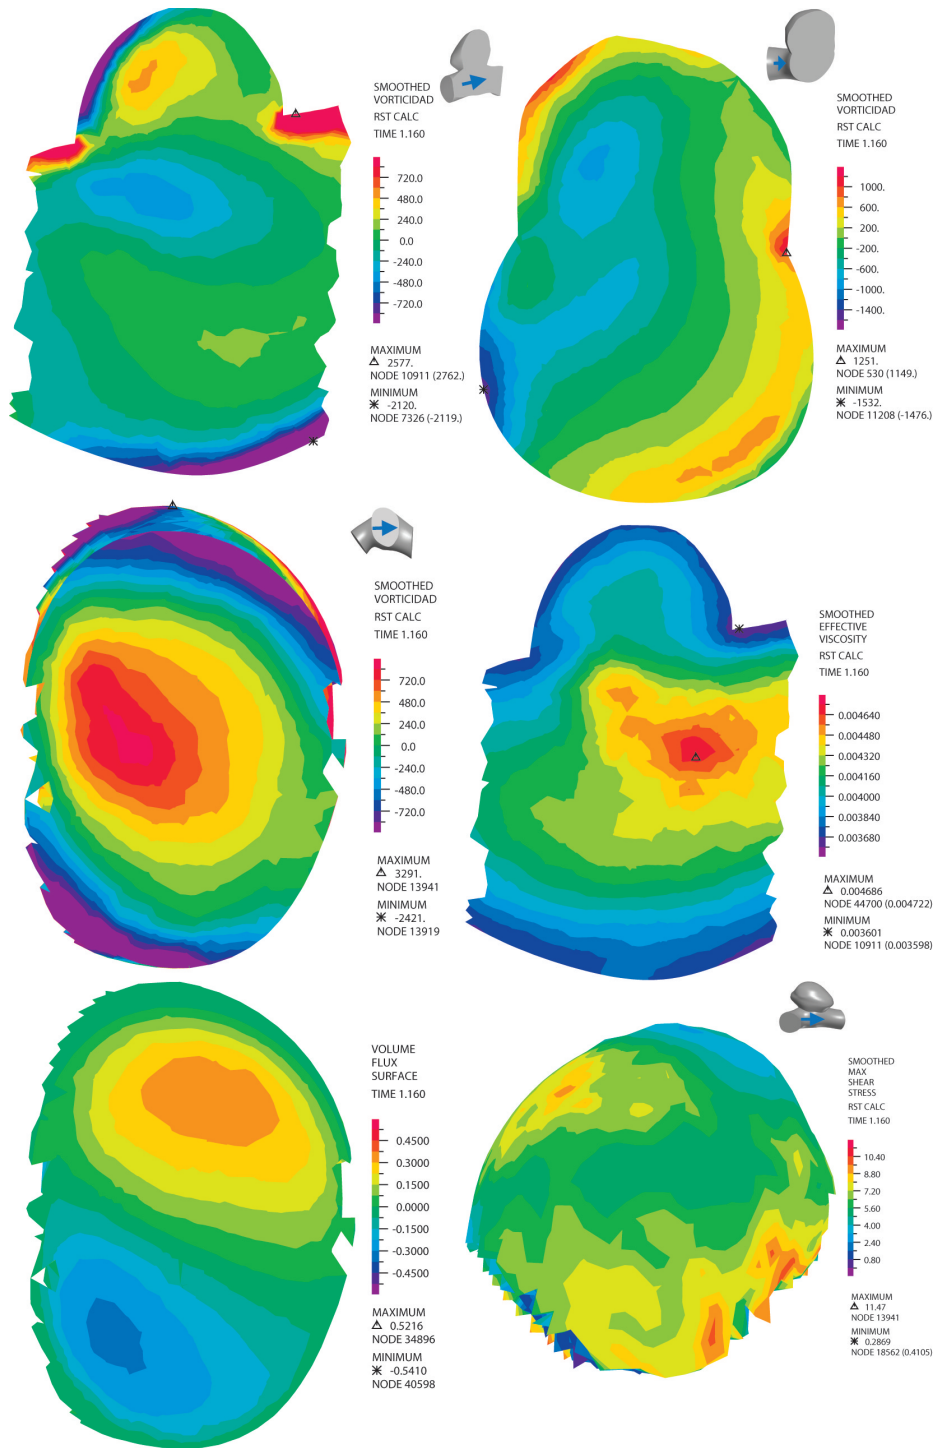 SMOOTHED
VORTICIDAD
RST CALC
TIME 1.160
720.0
480.0
240.0
0.0
-240.0
-480.0
-720.0
MAXIMUM
2577.
NODE 10911 (2762.)
MINIMUM
-2120.
NODE 7326 (-2119.)
SMOOTHED
VORTICIDAD
RST CALC
TIME 1.160
1000.
600.
200.
-200.
-600.
-1000.
-1400.
MAXIMUM
1251.
NODE 530 (1149.)
MINIMUM
-1532.
NODE 11208 (-1476.)
SMOOTHED
VORTICIDAD
RST CALC
TIME 1.160
720.0
480.0
240.0
0.0
-240.0
-480.0
-720.0
MAXIMUM
3291.
NODE 13941
MINIMUM
-2421.
NODE 13919
SMOOTHED
EFFECTIVE
VISCOSITY
RST CALC
TIME 1.160
0.004640
0.004480
0.004320
0.004160
0.004000
0.003840
0.003680
MAXIMUM
0.004686
NODE 44700 (0.004722)
MINIMUM
0.003601
NODE 10911 (0.003598)
VOLUME
FLUX
SURFACE
TIME 1.160
0.4500
0.3000
0.1500
0.0000
-0.1500
-0.3000
-0.4500
MAXIMUM
0.5216
NODE 34896
MINIMUM
-0.5410
NODE 40598
SMOOTHED
MAX
SHEAR
STRESS
RST CALC
TIME 1.160
10.40
8.80
7.20
5.60
4.00
2.40
0.80
MAXIMUM
11.47
NODE 13941
MINIMUM
0.2869
NODE 18562 (0.4105)